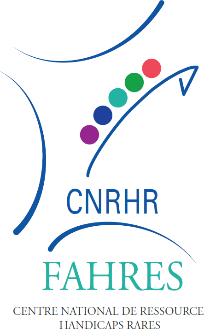 CNRHR
FAHRES
CENTRE NATIONAL DE RESSOURCE
HANDICAPS RARES